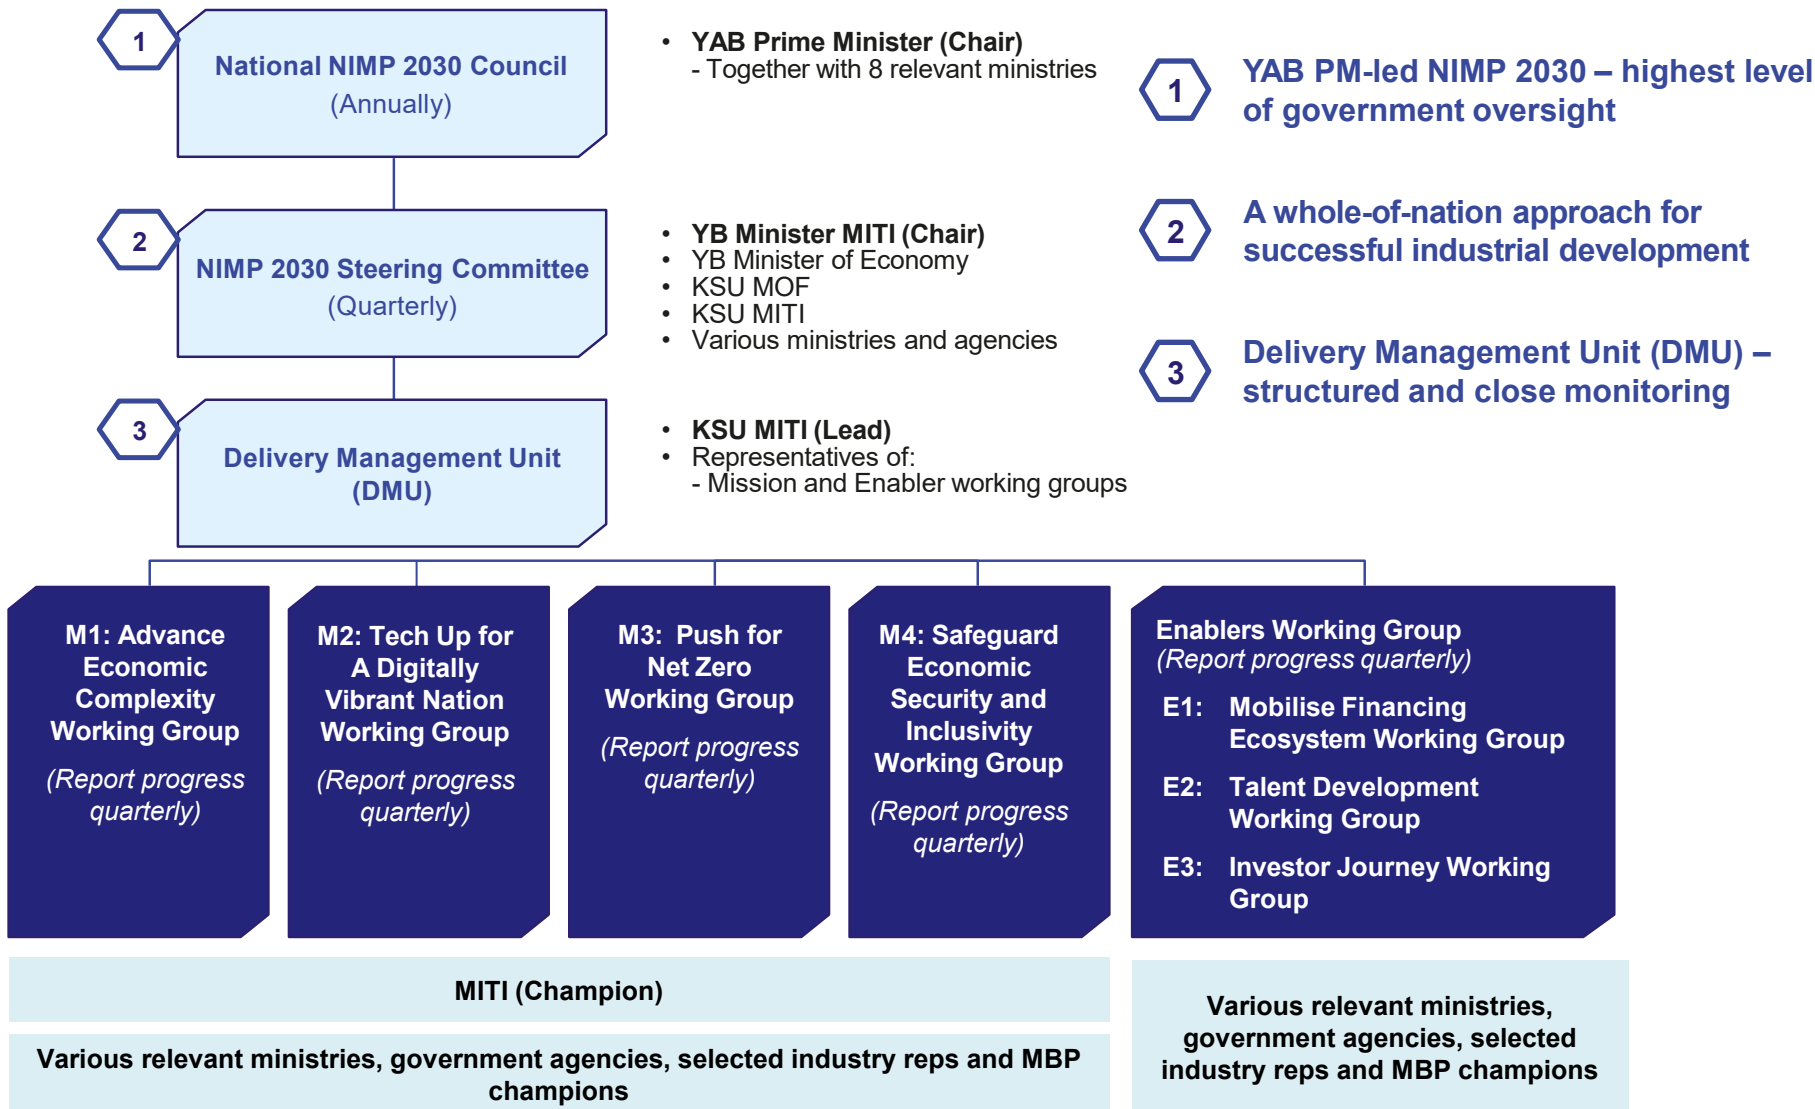 1
National NIMP 2030 Council
(Annually)
• YAB Prime Minister (Chair)
- Together with 8 relevant ministries
2
NIMP 2030 Steering Committee
(Quarterly)
• YB Minister MITI (Chair)
• YB Minister of Economy
• KSU MOF
• KSU MITI
• Various ministries and agencies
3
Delivery Management Unit
(DMU)
• KSU MITI (Lead)
• Representatives of:
- Mission and Enabler working groups
1
YAB PM-led NIMP 2030 – highest level
of government oversight
2
A whole-of-nation approach for
successful industrial development
3
Delivery Management Unit (DMU) –
structured and close monitoring
M1: Advance
Economic
Complexity
Working Group
(Report progress
quarterly)
M2: Tech Up for
A Digitally
Vibrant Nation
Working Group
(Report progress
quarterly)
M3: Push for
Net Zero
Working Group
(Report progress
quarterly)
M4: Safeguard
Economic
Security and
Inclusivity
Working Group
(Report progress
quarterly)
Enablers Working Group
(Report progress quarterly)
E1: Mobilise Financing
Ecosystem Working Group
E2: Talent Development
Working Group
E3: Investor Journey Working
Group
MITI (Champion)
Various relevant ministries, government agencies, selected industry reps and MBP
champions
Various relevant ministries,
government agencies, selected
industry reps and MBP champions